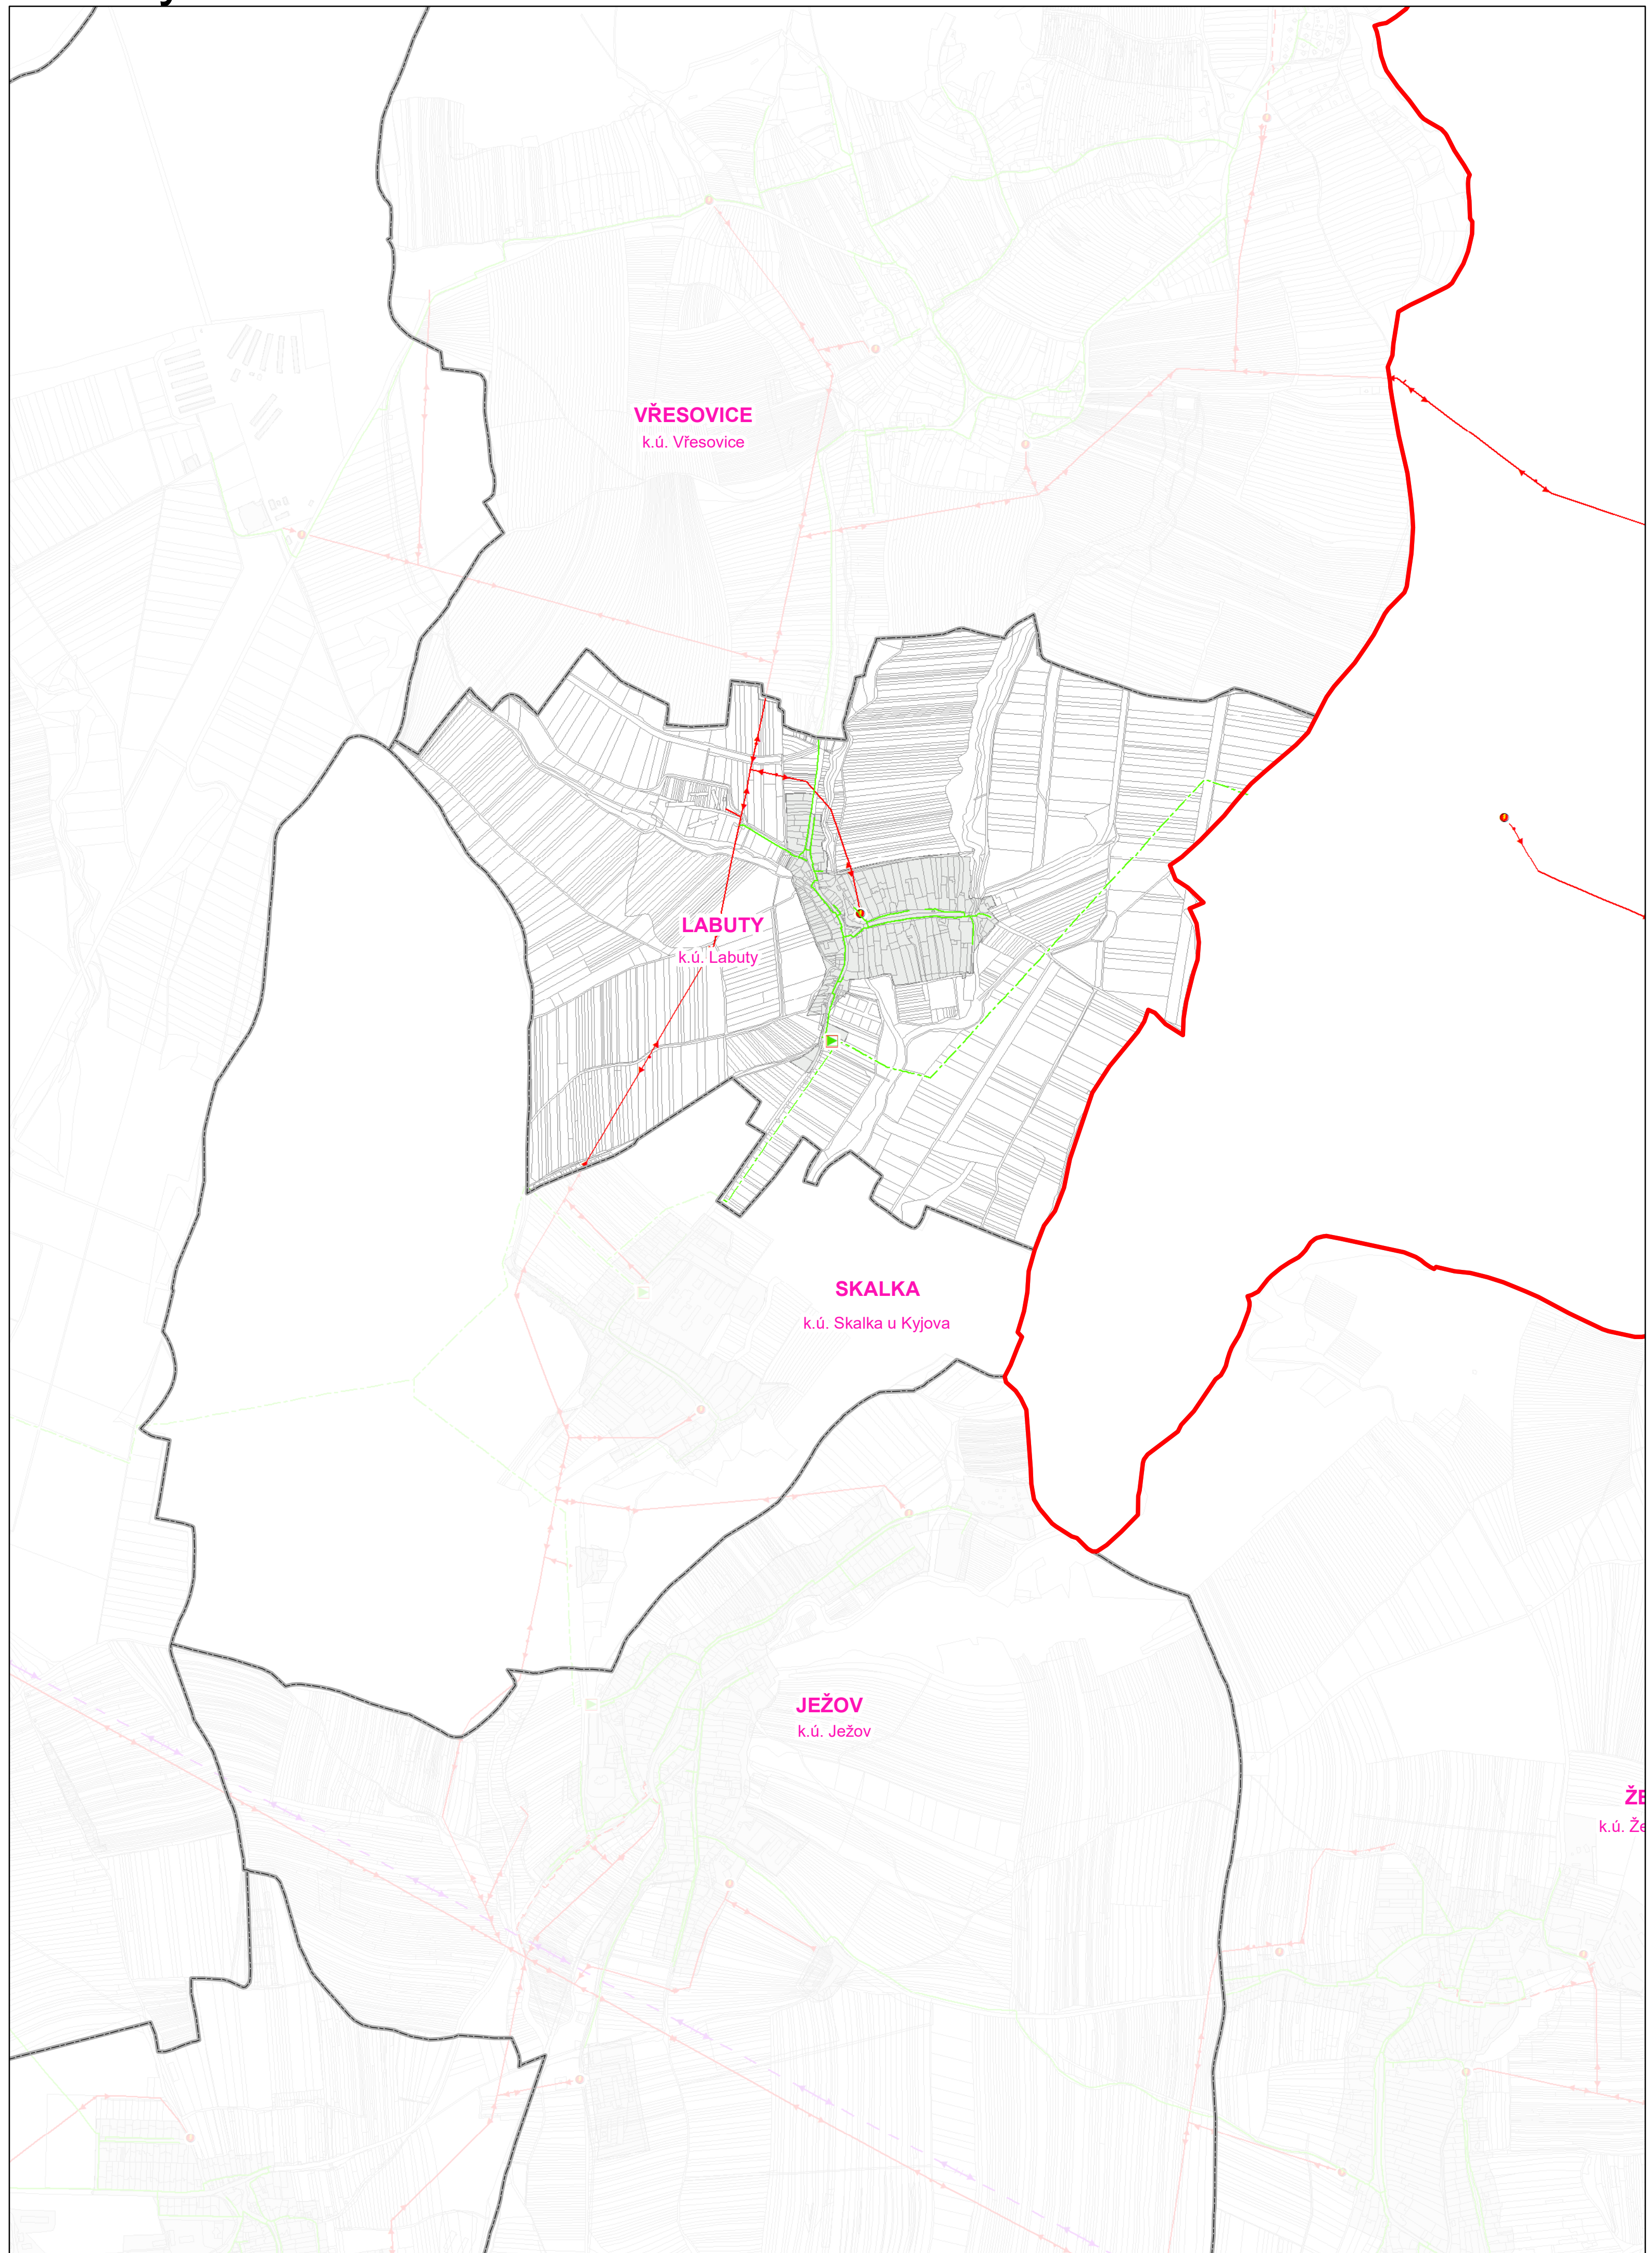 VŘESOVICE
k.ú. Vřesovice
LABUTY
k.ú. Labuty
SKALKA
k.ú. Skalka u Kyjova
JEŽOV
k.ú. Ježov
k.ú.